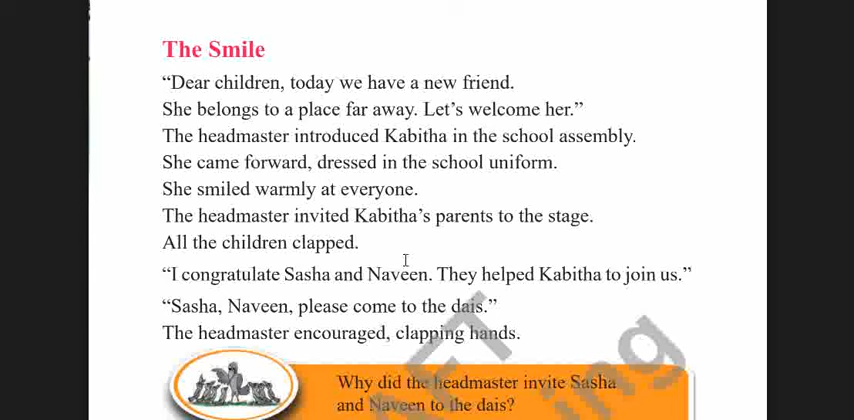 The Smile
“Dear children, today we have a new friend.
She belongs to a place far away. Let’s welcome her.”
The headmaster introduced Kabitha in the school assembly.
She came forward, dressed in the school uniform.
She smiled warmly at everyone.
The headmaster invited Kabitha’s parents to the stage.
All the children clapped.
“I congratulate Sasha and Naveen. They helped Kabitha to join us.”
“Sasha, Naveen, please come to the dais.”
The headmaster encouraged, clapping hands.
Why did the headmaster invite Sasha
and Naveen to the dais?